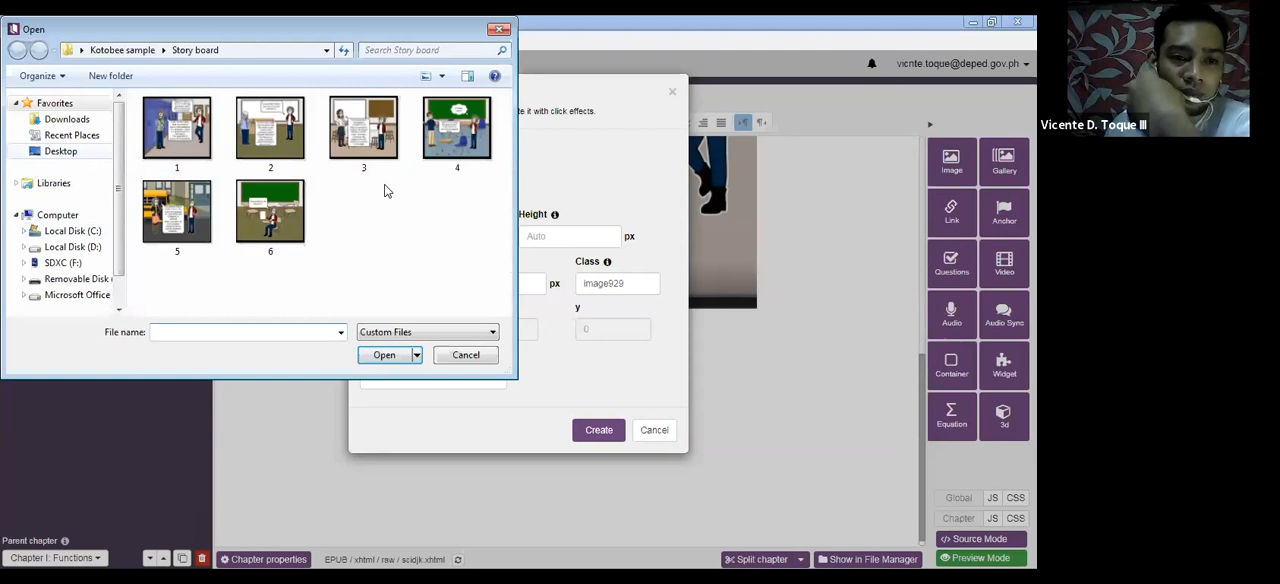 Open
Kotobee sample
Story board
Search Story board
Organize
New folder
Favorites
Downloads
Recent Places
Desktop
Libraries
Computer
Local Disk (C:)
Local Disk (D:)
SDXC (F:)
Removable Disk
Microsoft Office
1
2
3
4
5
6
File name:
Custom Files
Open
Cancel
vicnte.toque@deped.gov.ph
Vicente D. Toque III
te it with click effects.
Height
Auto
px
Class
px
image929
y
0
Create
Cancel
Image
Gallery
Link
Anchor
Questions
Video
Audio
Audio Sync
Container
Widget
Σ
Equation
3d
Global
JS
CSS
Chapter
JS
CSS
Source Mode
Preview Mode
Parent chapter
Chapter I: Functions
Chapter properties
EPUB / xhtml / raw / scidjk.xhtml
Split chapter
Show in File Manager